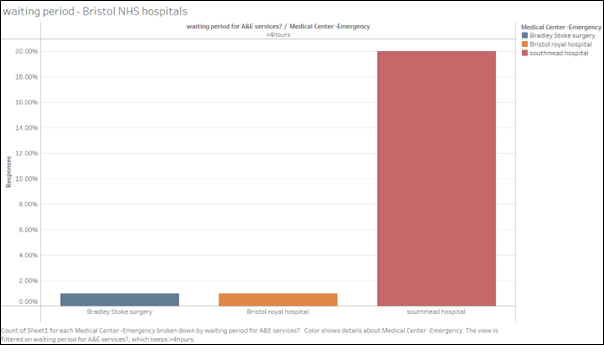 waiting period - Bristol NHS hospitals
waiting period for A&E services? / Medical Center -Emergency
>4hours
Medical Center -Emergency
Bradley Stoke surgery
Bristol royal hospital
southmead hospital
20.00%
18.00%
16.00%
14.00%
12.00%
10.00%
8.00%
6.00%
4.00%
2.00%
0.00%
Responses
Bradley Stoke surgery
Bristol royal hospital
southmead hospital
Count of Sheet1 for each Medical Center -Emergency broken down by waiting period for A&E services?. Color shows details about Medical Center -Emergency. The view is
filtered on waiting period for A&E services?, which keeps >4hours.